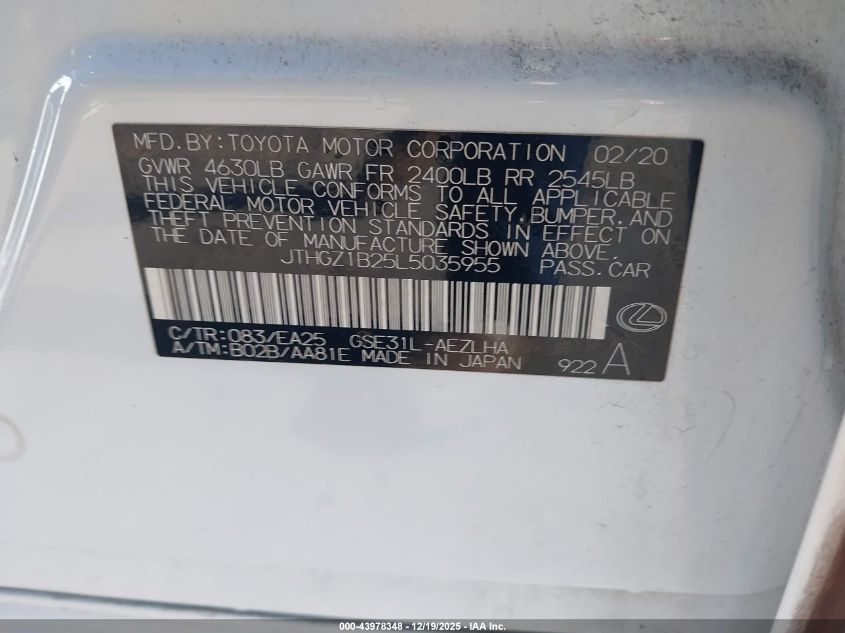 MFD.BY:TOYOTA MOTOR CORPORATION 02/20
GVWR 4630LB GAWR FR 2400LB RR 2545LB
THIS VEHICLE CONFORMS TO ALL APPLICABLE
FEDERAL MOTOR VEHICLE SAFETY,BUMPER,AND
THEFT PREVENTION STANDARDS IN EFFECT ON
THE DATE OF MANUFACTURE SHOWN ABOVE.
JTHGZ1B25L5035955 PASS.CAR
C/TR:083/EA25 GSE31L-AEZLHA
A/TM:B02B/AA81E MADE IN JAPAN 922 A
000-43978348 - 12/19/2025 - IAA Inc.